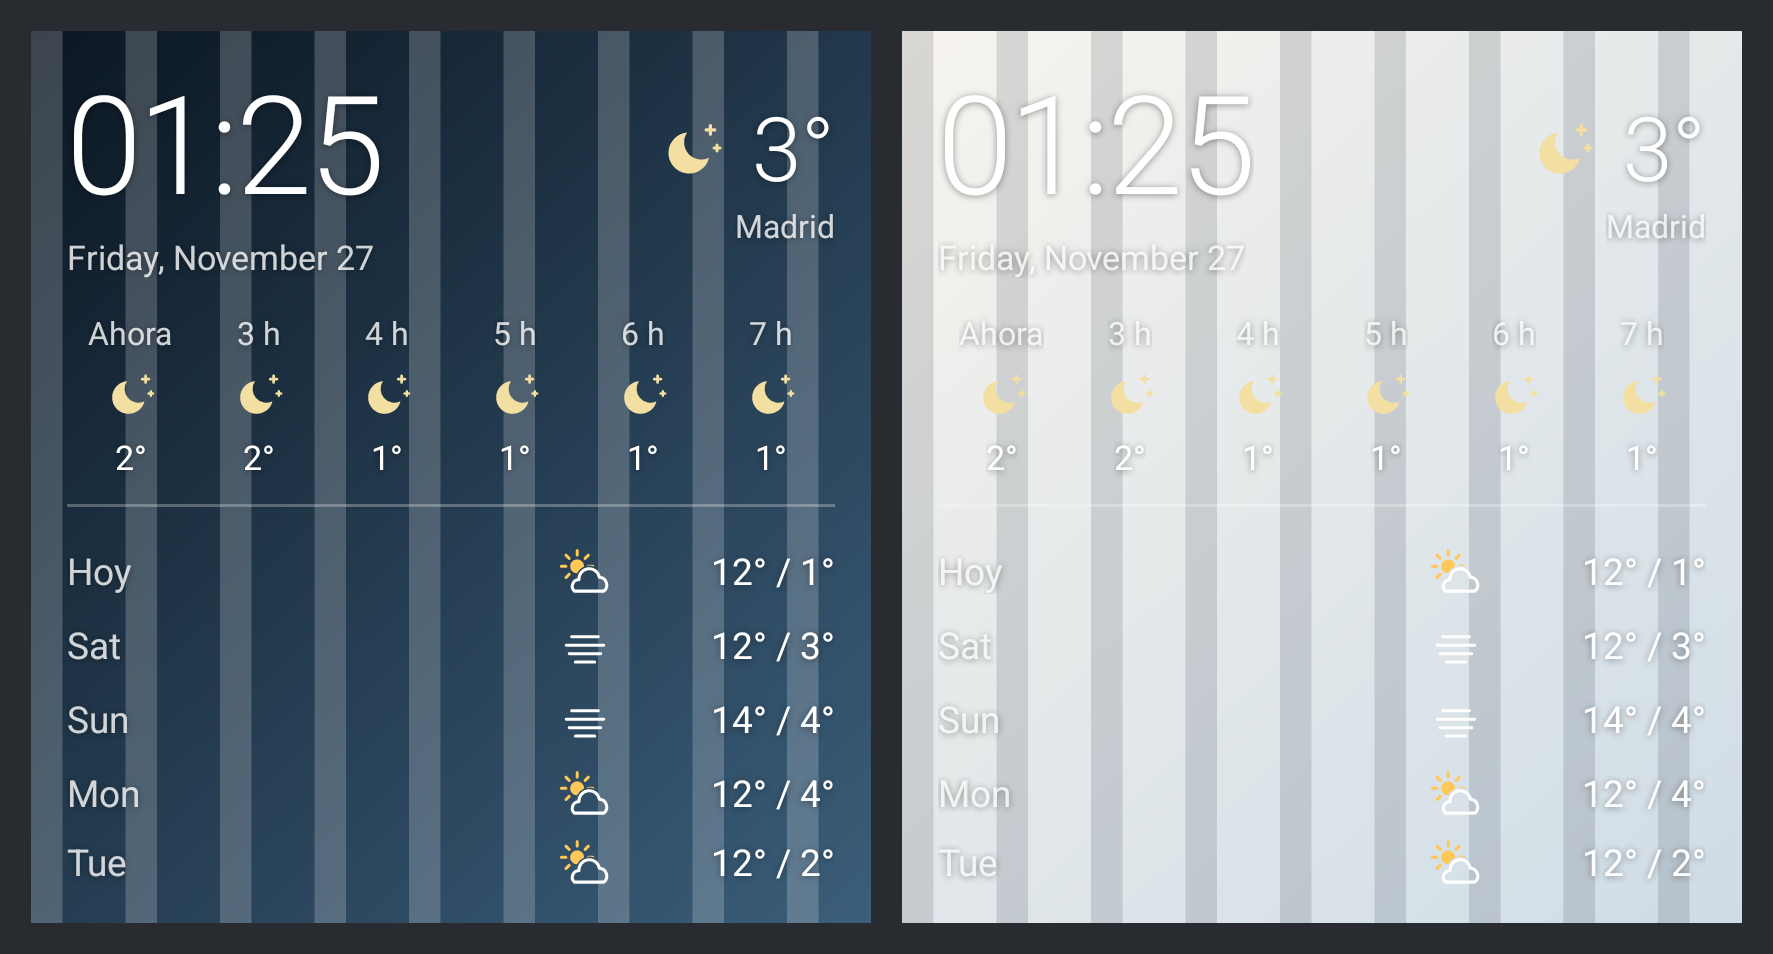 01:25
3°
Madrid
Friday, November 27
Ahora 3 h 4 h 5 h 6 h 7 h
2° 2° 1° 1° 1° 1°
Hoy 12° / 1°
Sat 12° / 3°
Sun 14° / 4°
Mon 12° / 4°
Tue 12° / 2°
01:25
3°
Madrid
Friday, November 27
Ahora 3 h 4 h 5 h 6 h 7 h
2° 2° 1° 1° 1° 1°
Hoy 12° / 1°
Sat 12° / 3°
Sun 14° / 4°
Mon 12° / 4°
Tue 12° / 2°